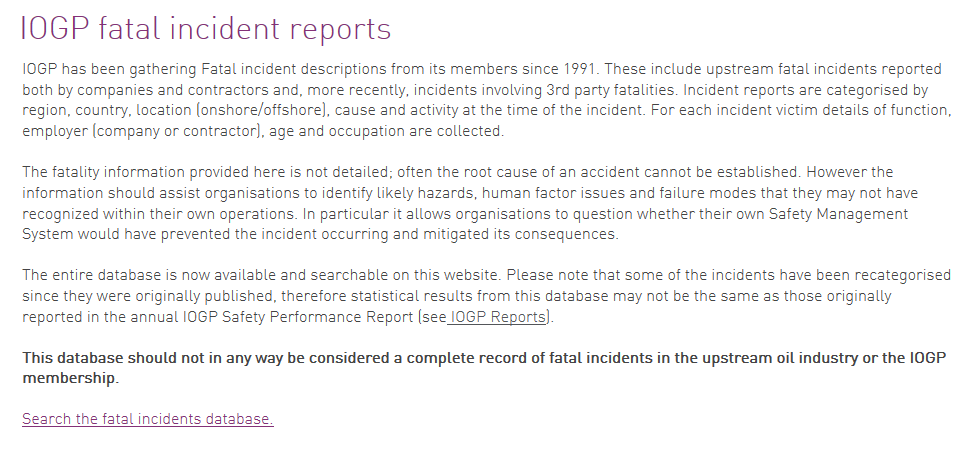 IOGP fatal incident reports
IOGP has been gathering Fatal incident descriptions from its members since 1991. These include upstream fatal incidents reported
both by companies and contractors and, more recently, incidents involving 3rd party fatalities. Incident reports are categorised by
region, country, location (onshore/offshore), cause and activity at the time of the incident. For each incident victim details of function,
employer (company or contractor), age and occupation are collected.
The fatality information provided here is not detailed; often the root cause of an accident cannot be established. However the
information should assist organisations to identify likely hazards, human factor issues and failure modes that they may not have
recognized within their own operations. In particular it allows organisations to question whether their own Safety Management
System would have prevented the incident occurring and mitigated its consequences.
The entire database is now available and searchable on this website. Please note that some of the incidents have been recategorised
since they were originally published, therefore statistical results from this database may not be the same as those originally
reported in the annual IOGP Safety Performance Report (see IOGP Reports).
This database should not in any way be considered a complete record of fatal incidents in the upstream oil industry or the IOGP
membership.
Search the fatal incidents database.